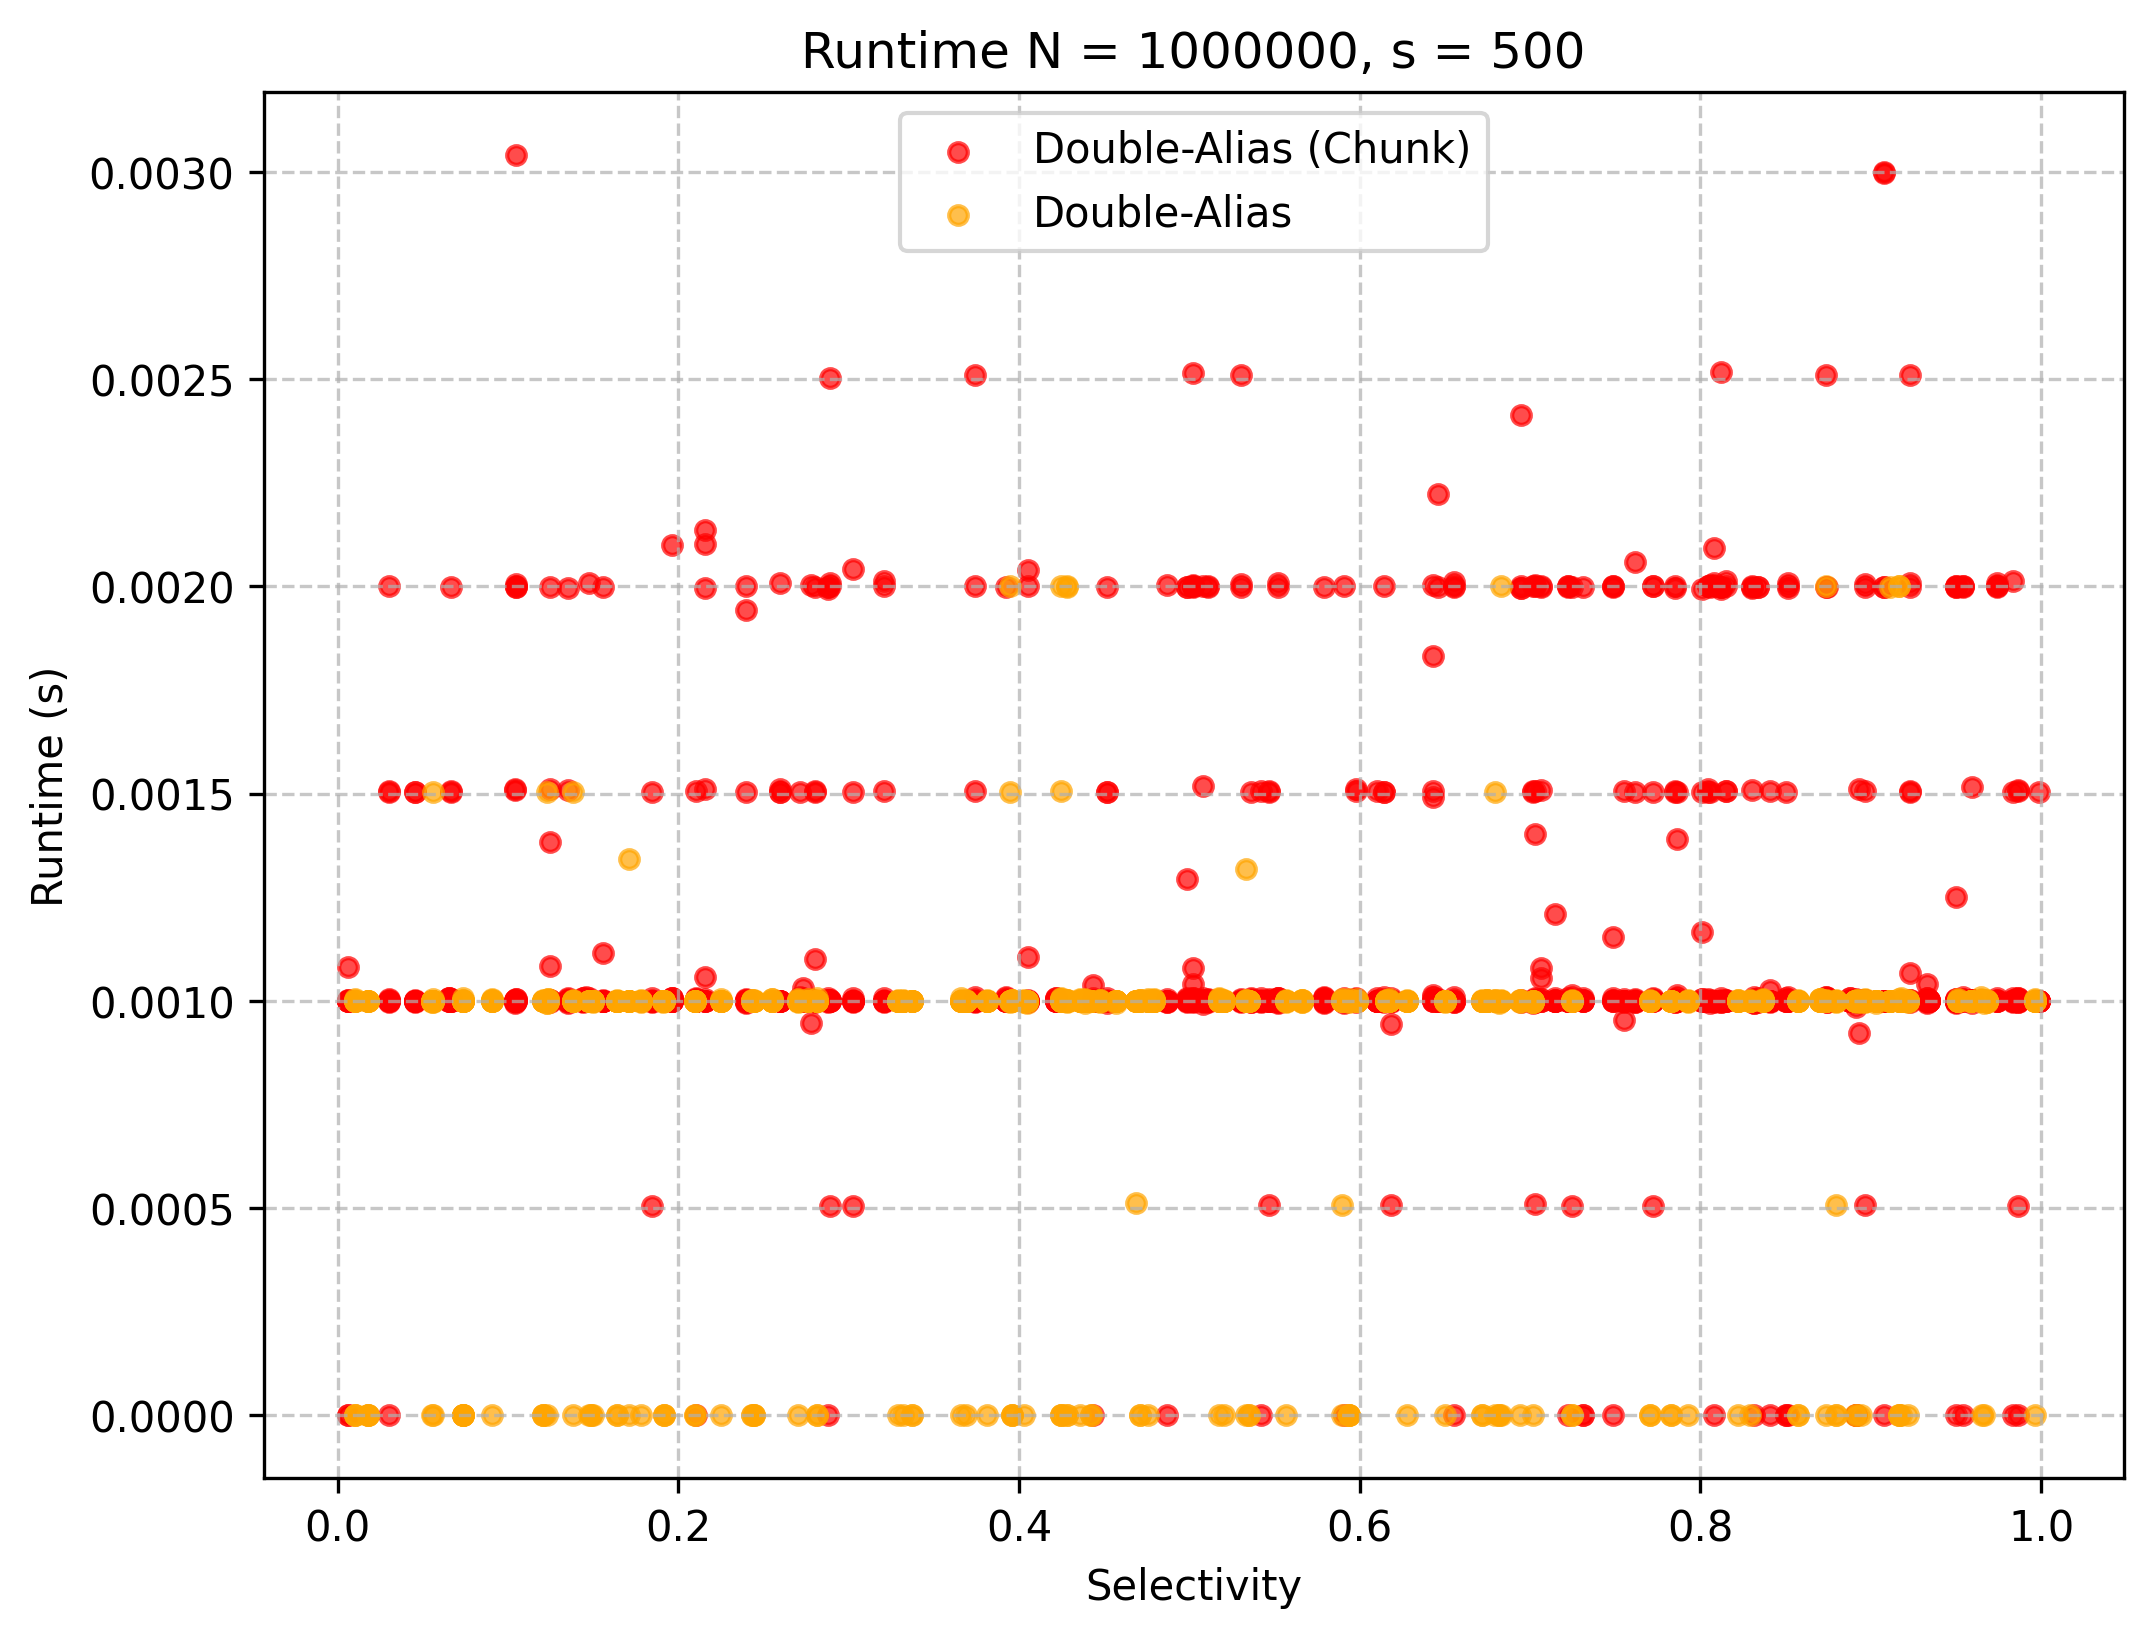 Runtime N = 1000000, s = 500
Double-Alias (Chunk)
Double-Alias
Runtime (s)
0.0030
0.0025
0.0020
0.0015
0.0010
0.0005
0.0000
0.0 0.2 0.4 0.6 0.8 1.0
Selectivity